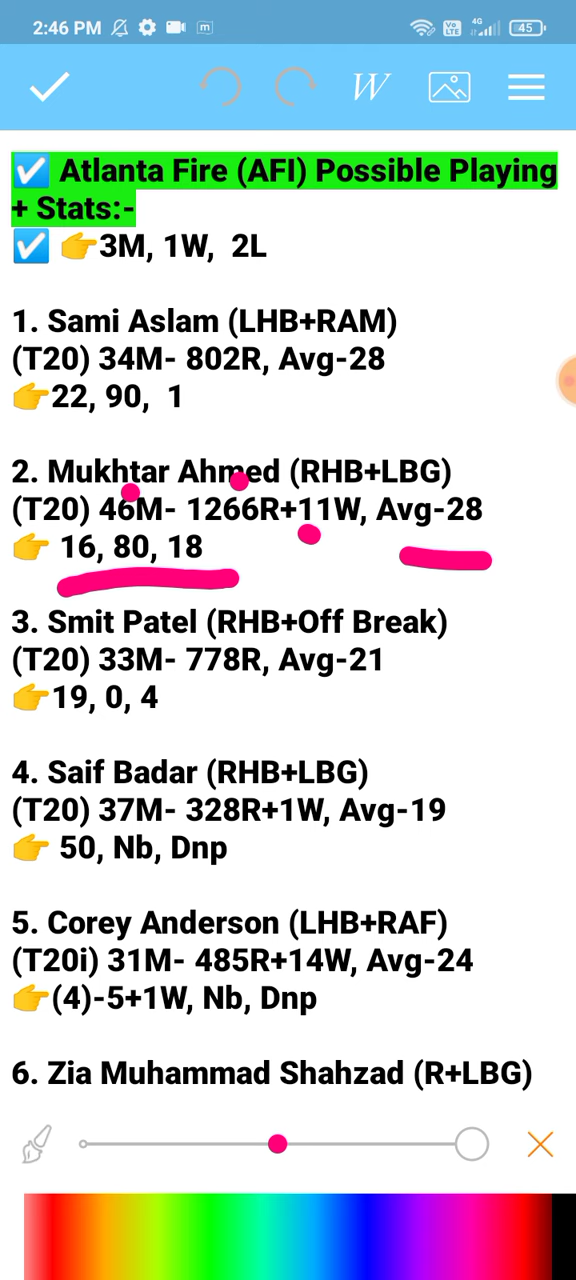 2:46 PM m 4G Vo LTE 45
W
✅ Atlanta Fire (AFI) Possible Playing
+ Stats:-
✅ 👉3M, 1W, 2L
1. Sami Aslam (LHB+RAM)
(T20) 34M- 802R, Avg-28
👉22, 90, 1
2. Mukhtar Ahmed (RHB+LBG)
(T20) 46M- 1266R+11W, Avg-28
👉 16, 80, 18
3. Smit Patel (RHB+Off Break)
(T20) 33M- 778R, Avg-21
👉19, 0, 4
4. Saif Badar (RHB+LBG)
(T20) 37M- 328R+1W, Avg-19
👉 50, Nb, Dnp
5. Corey Anderson (LHB+RAF)
(T20i) 31M- 485R+14W, Avg-24
👉(4)-5+1W, Nb, Dnp
6. Zia Muhammad Shahzad (R+LBG)